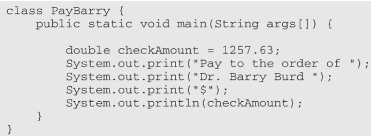 class PayBarry {
    public static void main(String args[]) {

        double checkAmount = 1257.63;
        System.out.print("Pay to the order of ");
        System.out.print("Dr. Barry Burd ");
        System.out.print("$");
        System.out.println(checkAmount);
    }
}